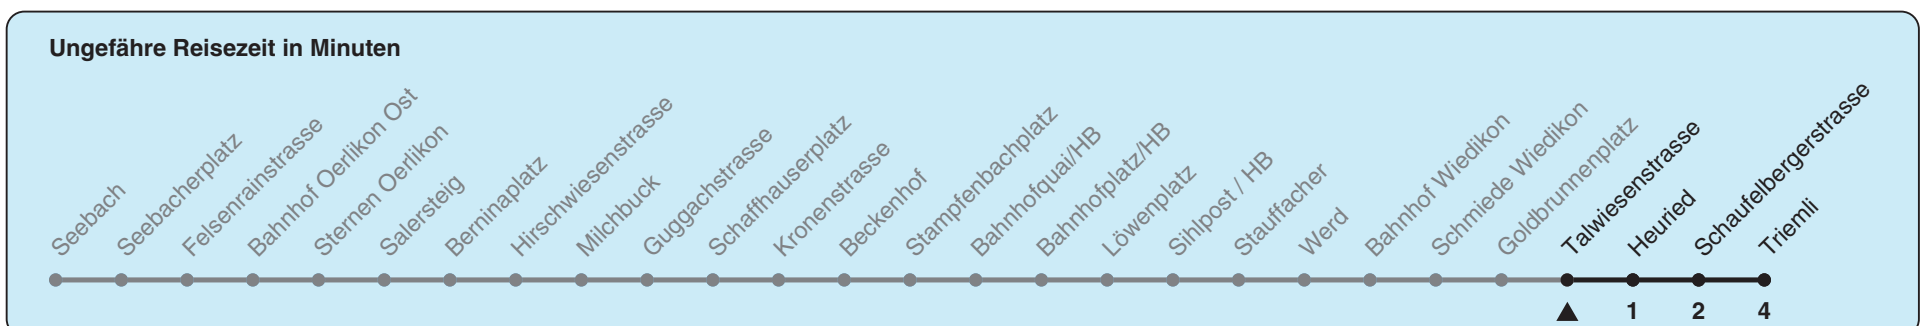 Ungefähre Reisezeit in Minuten
Seebach
Seebacherplatz
Felsenrainstrasse
Bahnhof Oerlikon Ost
Sternen Oerlikon
Salersteig
Berninaplatz
Hirschwiesenstrasse
Milchbuck
Guggachstrasse
Schaffhauserplatz
Kronenstrasse
Beckenhof
Stampfenbachplatz
Bahnhofquai/HB
Bahnhofplatz/HB
Löwenplatz
Sihlpost / HB
Stauffacher
Werd
Bahnhof Wiedikon
Schmiede Wiedikon
Goldbrunnenplatz
Talwiesenstrasse
Heuried
Schaufelbergerstrasse
Triemli
1 2 4